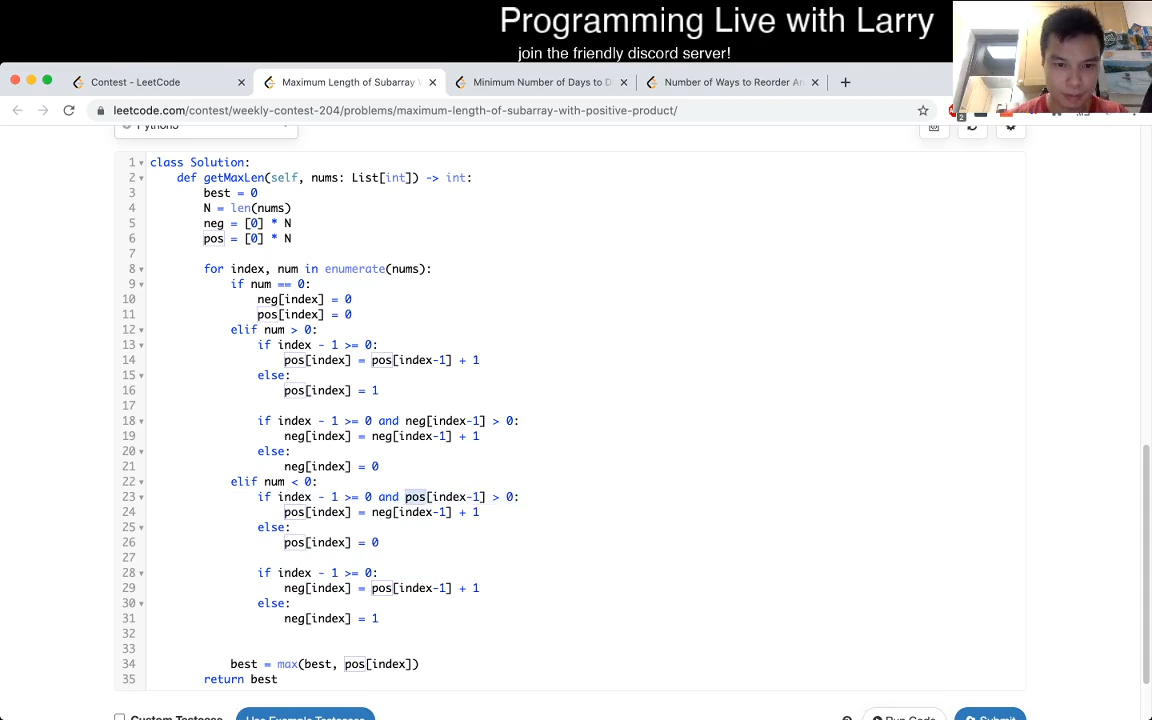 Programming Live with Larry
join the friendly discord server!
Contest - LeetCode
Maximum Length of Subarray
Minimum Number of Days to D
Number of Ways to Reorder Ar
leetcode.com/contest/weekly-contest-204/problems/maximum-length-of-subarray-with-positive-product/
2
Python3
1 class Solution:
2 def getMaxLen(self, nums: List[int]) -> int:
3 best = 0
4 N = len(nums)
5 neg = [0] * N
6 pos = [0] * N
7
8 for index, num in enumerate(nums):
9 if num == 0:
10 neg[index] = 0
11 pos[index] = 0
12 elif num > 0:
13 if index - 1 >= 0:
14 pos[index] = pos[index-1] + 1
15 else:
16 pos[index] = 1
17
18 if index - 1 >= 0 and neg[index-1] > 0:
19 neg[index] = neg[index-1] + 1
20 else:
21 neg[index] = 0
22 elif num < 0:
23 if index - 1 >= 0 and pos[index-1] > 0:
24 pos[index] = neg[index-1] + 1
25 else:
26 pos[index] = 0
27
28 if index - 1 >= 0:
29 neg[index] = pos[index-1] + 1
30 else:
31 neg[index] = 1
32
33
34 best = max(best, pos[index])
35 return best
Custom Testcase
Use Example Testcases
Run Code
Submit